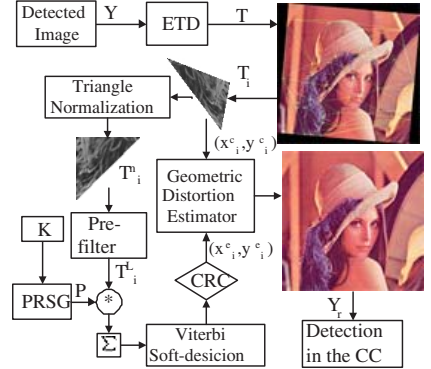 Detected
Image
Y
ETD
T
Triangle
Normalization
T_i
(x^c_i,y^c_i)
T^n_i
Geometric
Distortion
Estimator
K
Pre-
filter
(x^e_i,y^e_i)
T^L_i
CRC
PRSG
P
*
Σ
Viterbi
Soft-desicion
Y_r
Detection
in the CC